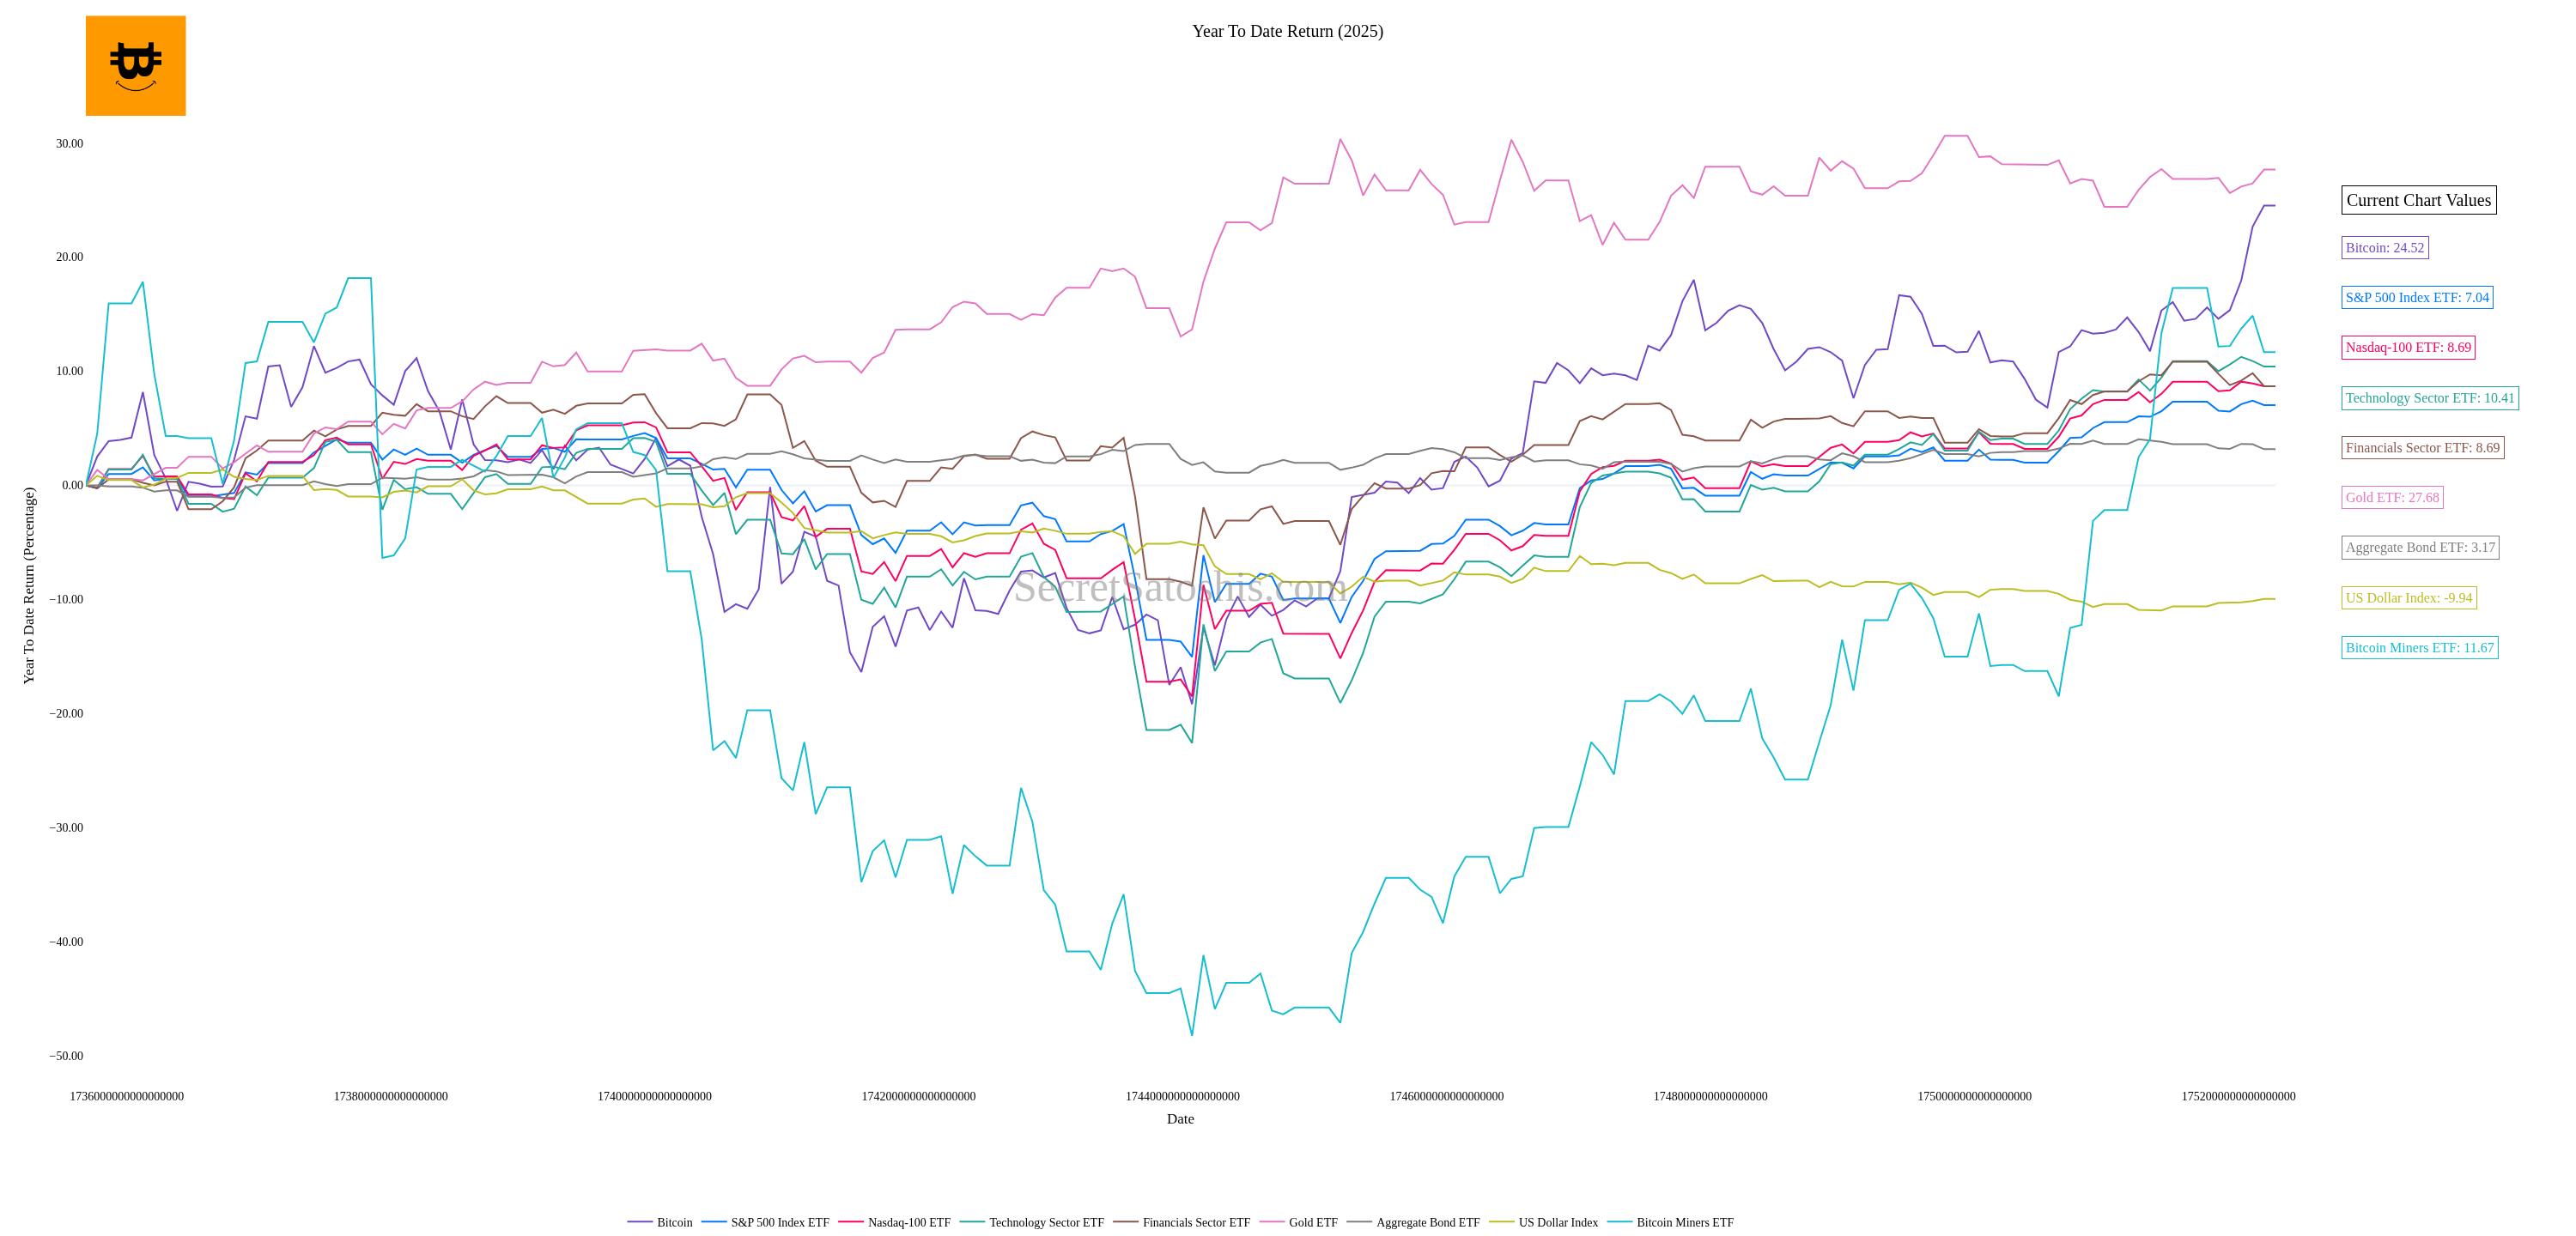 Year To Date Return (2025)
30.00
20.00
10.00
0.00
−10.00
−20.00
−30.00
−40.00
−50.00
Year To Date Return (Percentage)
SecretSatoshis.com
1736000000000000000
1738000000000000000
1740000000000000000
1742000000000000000
1744000000000000000
1746000000000000000
1748000000000000000
1750000000000000000
1752000000000000000
Date
Current Chart Values
Bitcoin: 24.52
S&P 500 Index ETF: 7.04
Nasdaq-100 ETF: 8.69
Technology Sector ETF: 10.41
Financials Sector ETF: 8.69
Gold ETF: 27.68
Aggregate Bond ETF: 3.17
US Dollar Index: -9.94
Bitcoin Miners ETF: 11.67
Bitcoin S&P 500 Index ETF Nasdaq-100 ETF Technology Sector ETF Financials Sector ETF Gold ETF Aggregate Bond ETF US Dollar Index Bitcoin Miners ETF